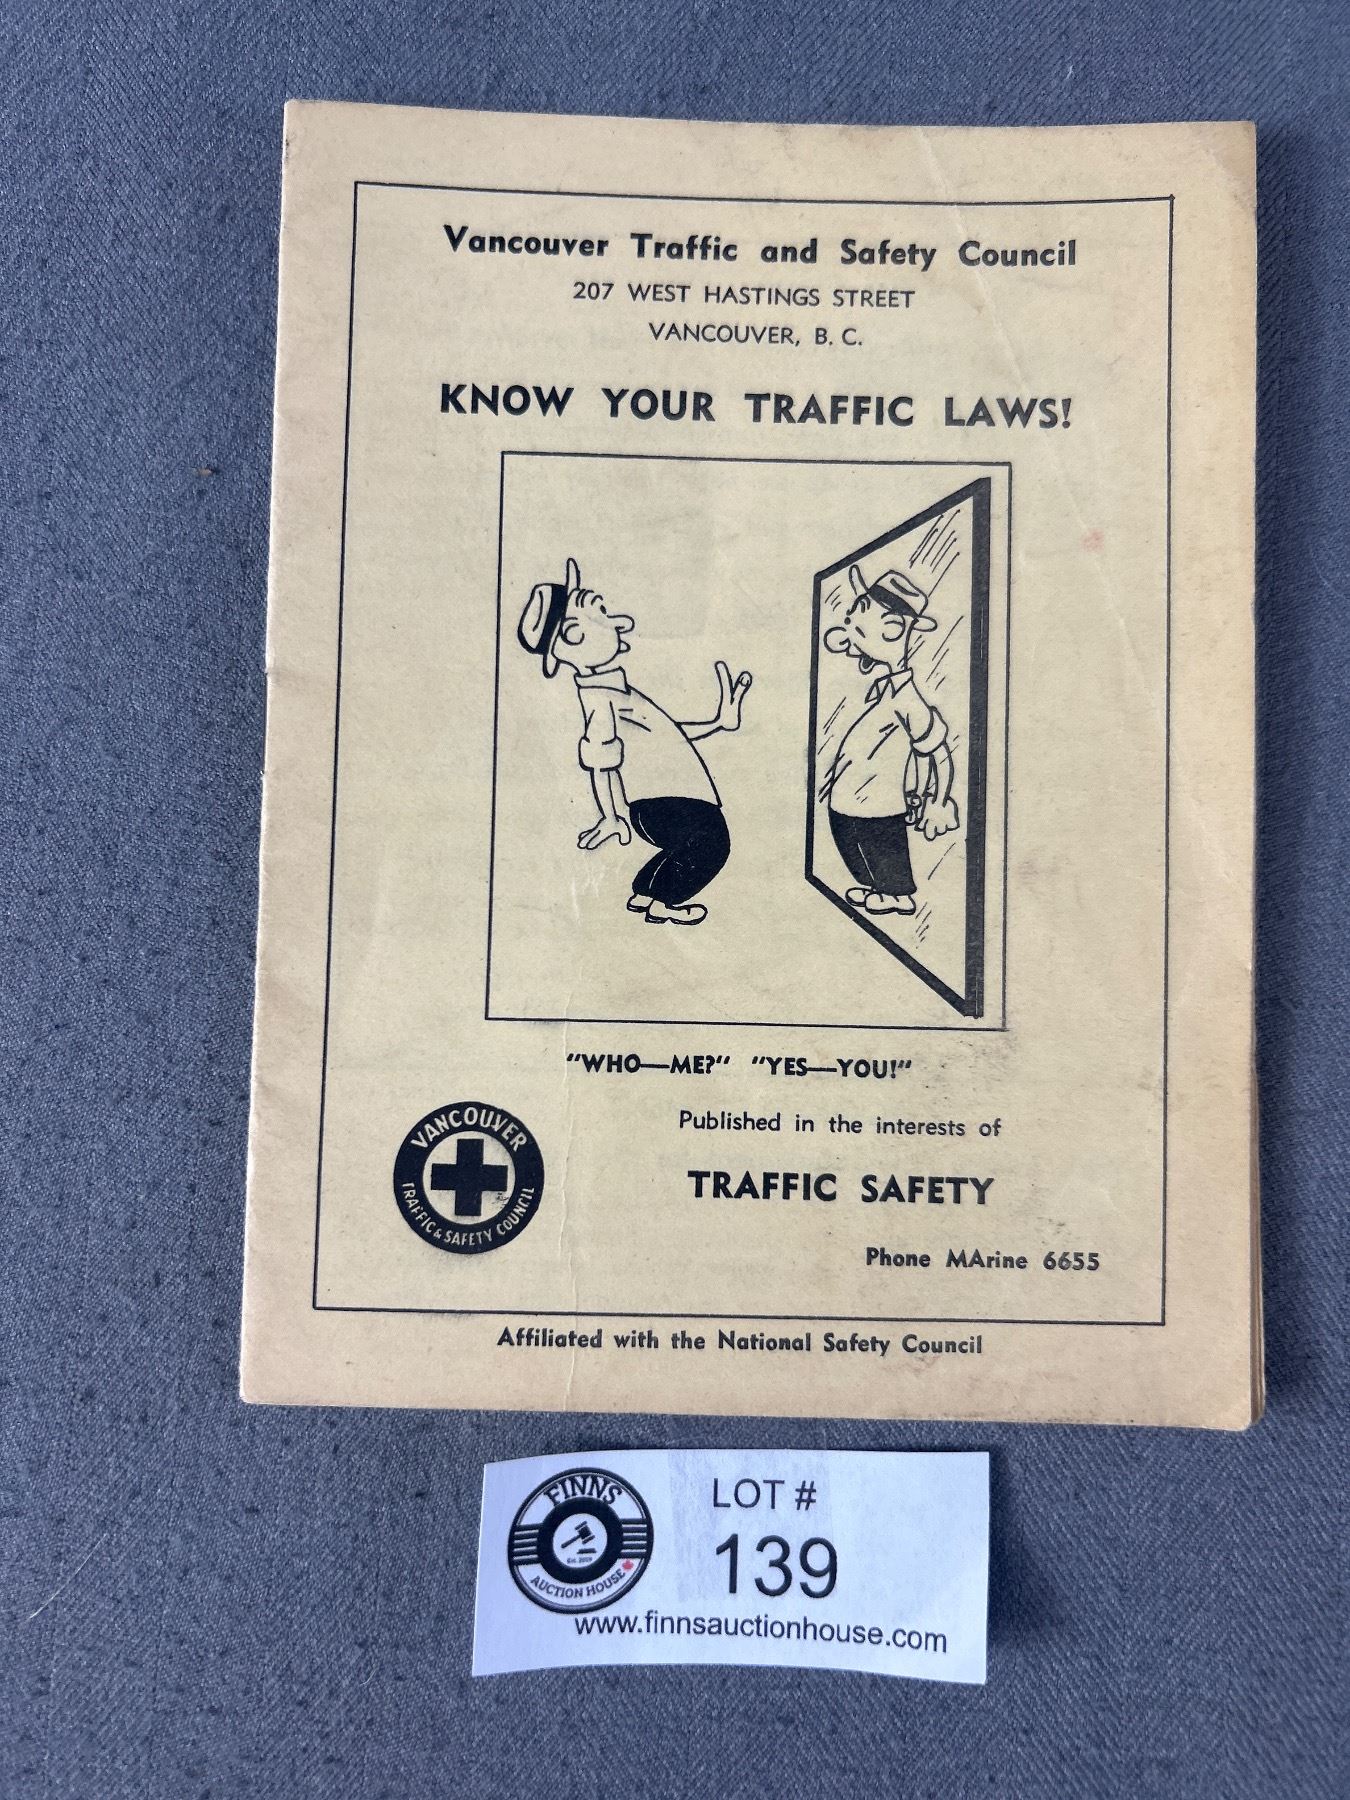 Vancouver Traffic and Safety Council
207 WEST HASTINGS STREET
VANCOUVER, B. C.
KNOW YOUR TRAFFIC LAWS!
"WHO—ME?" "YES—YOU!"
Published in the interests of
TRAFFIC SAFETY
VANCOUVER
TRAFFIC & SAFETY COUNCIL
Phone MArine 6655
Affiliated with the National Safety Council
FINNS
Est. 2019
AUCTION HOUSE
LOT #
139
www.finnsauctionhouse.com